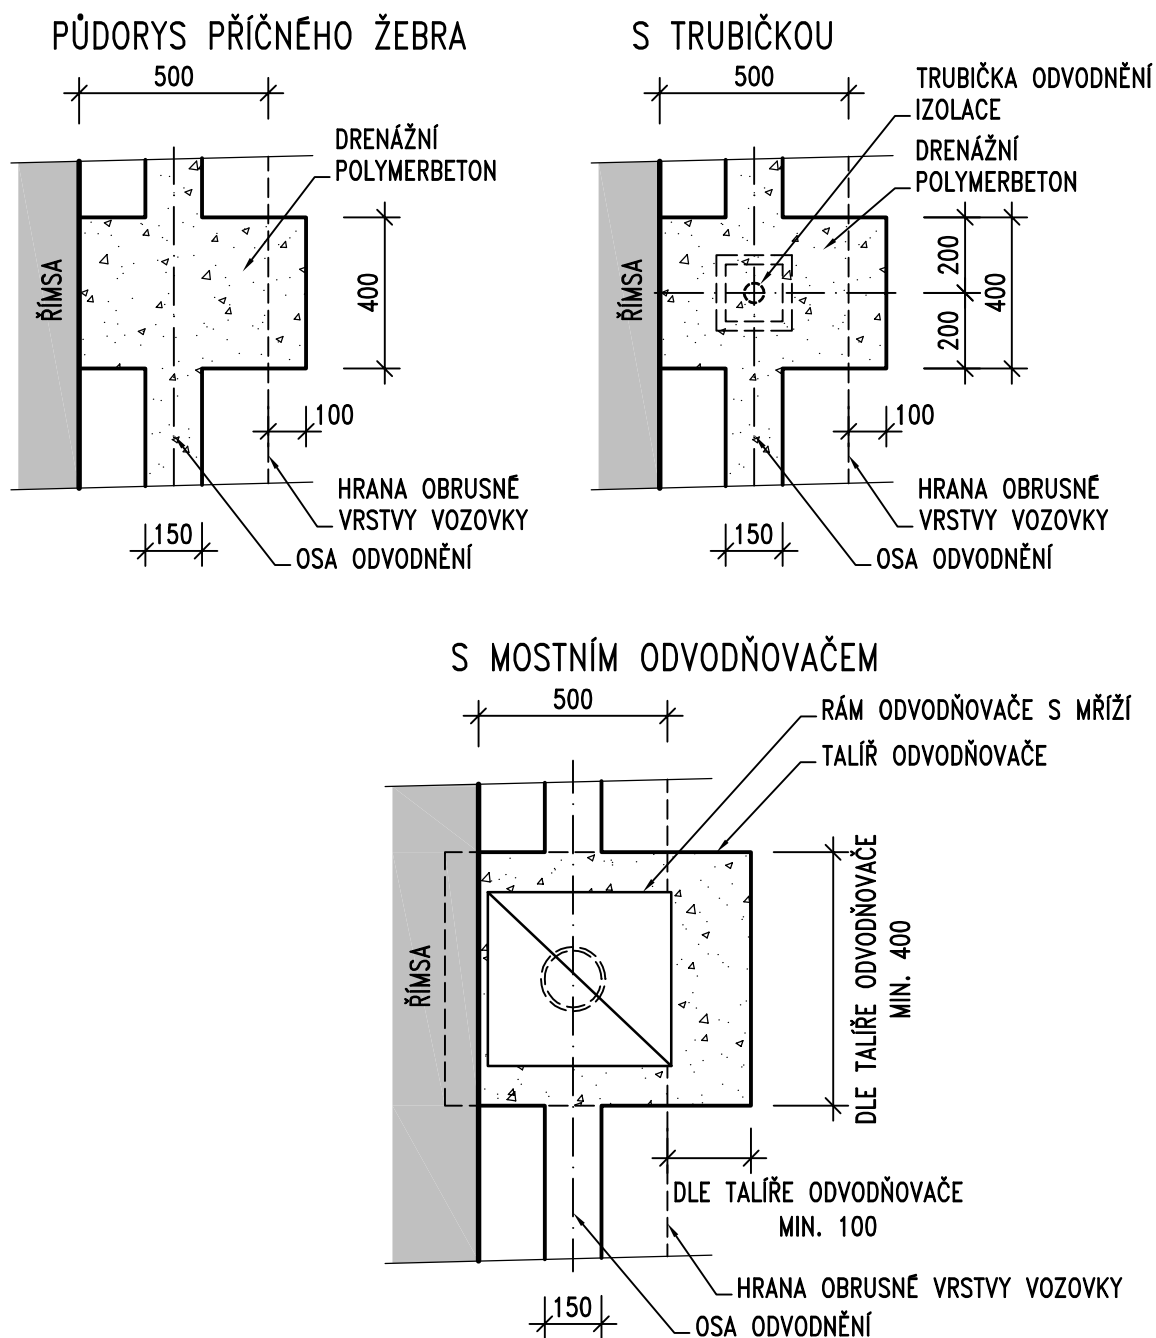 PŮDORYS PŘÍČNÉHO ŽEBRA
500
DRENÁŽNÍ
POLYMERBETON
ŘÍMSA
400
100
HRANA OBRUSNÉ
VRSTVY VOZOVKY
150
OSA ODVODNĚNÍ
S TRUBIČKOU
500
TRUBIČKA ODVODNĚNÍ
IZOLACE
DRENÁŽNÍ
POLYMERBETON
ŘÍMSA
200
200
400
100
HRANA OBRUSNÉ
VRSTVY VOZOVKY
150
OSA ODVODNĚNÍ
S MOSTNÍM ODVODŇOVAČEM
500
RÁM ODVODŇOVAČE S MŘÍŽÍ
TALÍŘ ODVODŇOVAČE
ŘÍMSA
DLE TALÍŘE ODVODŇOVAČE
MIN. 400
DLE TALÍŘE ODVODŇOVAČE
MIN. 100
HRANA OBRUSNÉ VRSTVY VOZOVKY
150
OSA ODVODNĚNÍ